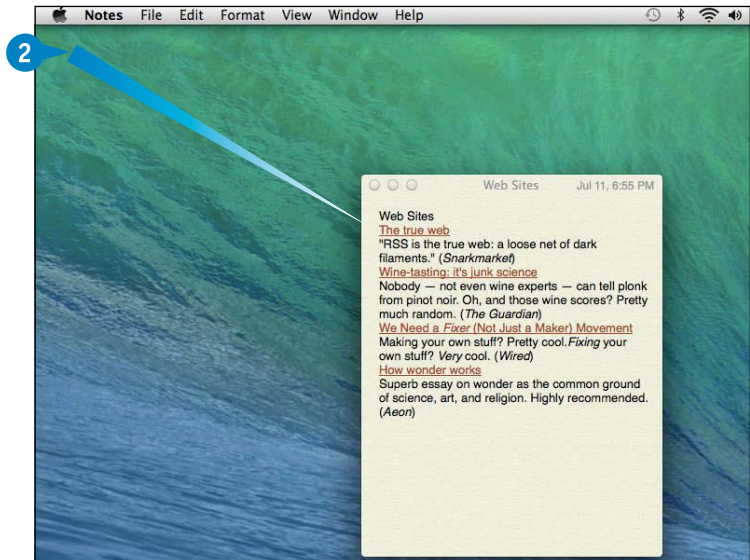 Notes File Edit Format View Window Help
2
Web Sites Jul 11, 6:55 PM
Web Sites
The true web
"RSS is the true web: a loose net of dark
filaments." (Snarkmarket)
Wine-tasting: it's junk science
Nobody — not even wine experts — can tell plonk
from pinot noir. Oh, and those wine scores? Pretty
much random. (The Guardian)
We Need a Fixer (Not Just a Maker) Movement
Making your own stuff? Pretty cool.Fixing your
own stuff? Very cool. (Wired)
How wonder works
Superb essay on wonder as the common ground
of science, art, and religion. Highly recommended.
(Aeon)